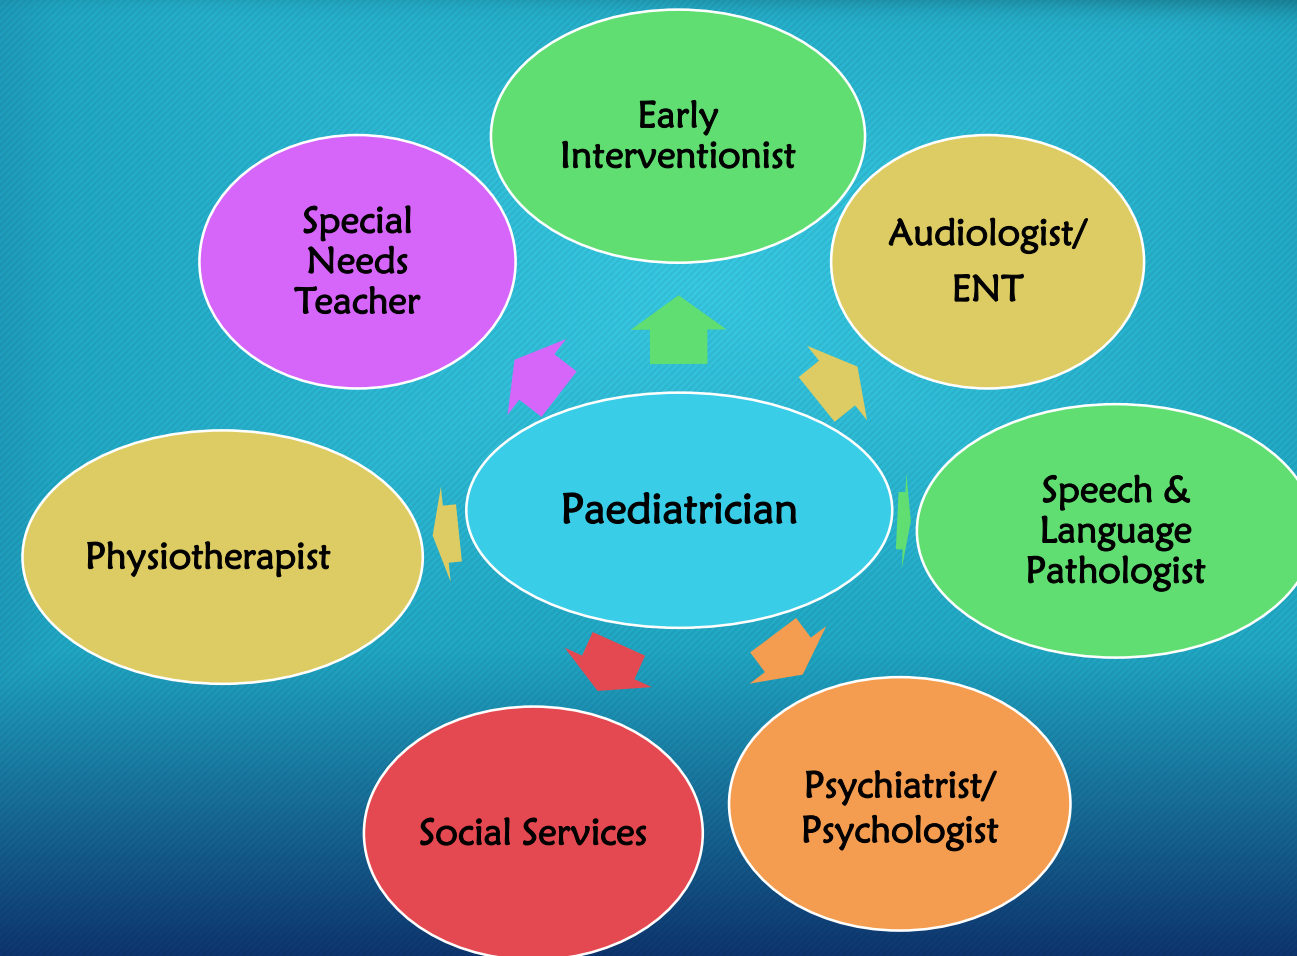 Early
Interventionist
Special
Needs
Teacher
Audiologist/
ENT
Paediatrician
Speech &
Language
Pathologist
Physiotherapist
Psychiatrist/
Psychologist
Social Services